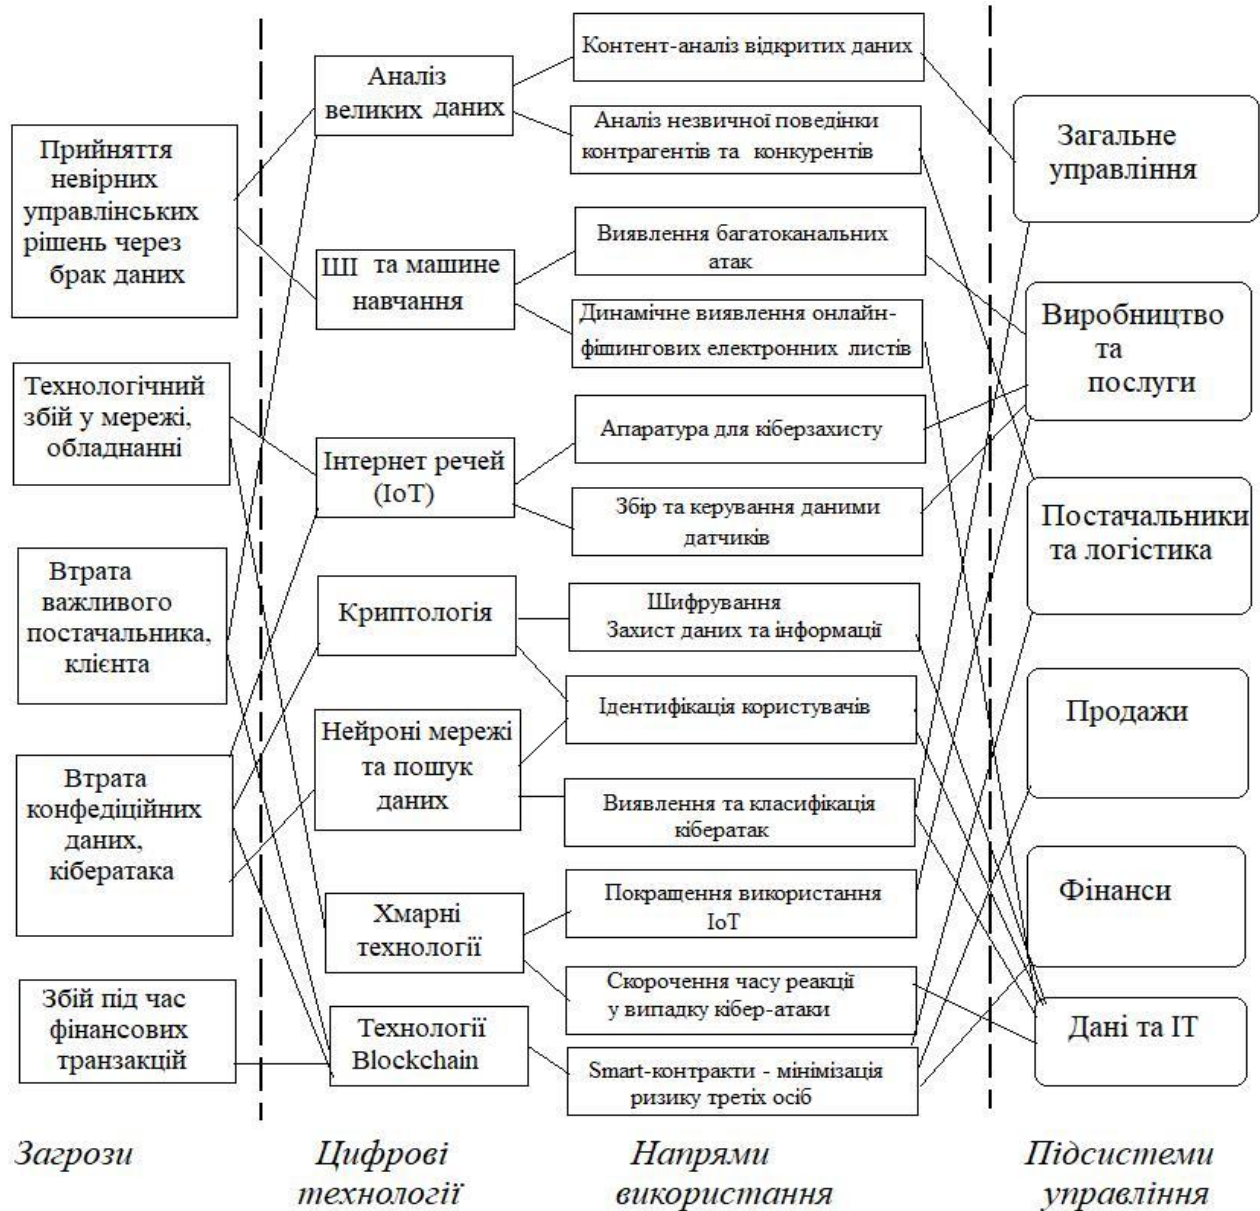 Прийняття
невірних
управлінських
рішень через
брак даних
Технологічний
збій у мережі,
обладнанні
Втрата
важливого
постачальника,
клієнта
Втрата
конфедіційних
даних,
кібератака
Збій під час
фінансових
транзакцій
Аналіз
великих даних
ШІ та машине
навчання
Інтернет речей
(ІоТ)
Криптологія
Нейроні мережі
та пошук
даних
Хмарні
технології
Технології
Blockchain
Контент-аналіз відкритих даних
Аналіз незвичної поведінки
контрагентів та конкурентів
Виявлення багатоканальних
атак
Динамічне виявлення онлайн-
фішингових електронних листів
Апаратура для кіберзахисту
Збір та керування даними
датчиків
Шифрування
Захист даних та інформації
Ідентифікація користувачів
Виявлення та класифікація
кібератак
Покращення використання
ІоТ
Скорочення часу реакції
у випадку кібер-атаки
Smart-контракти - мінімізація
ризику третіх осіб
Загальне
управління
Виробництво
та
послуги
Постачальники
та логістика
Продажи
Фінанси
Дані та ІТ
Загрози
Цифрові
технології
Напрями
використання
Підсистеми
управління